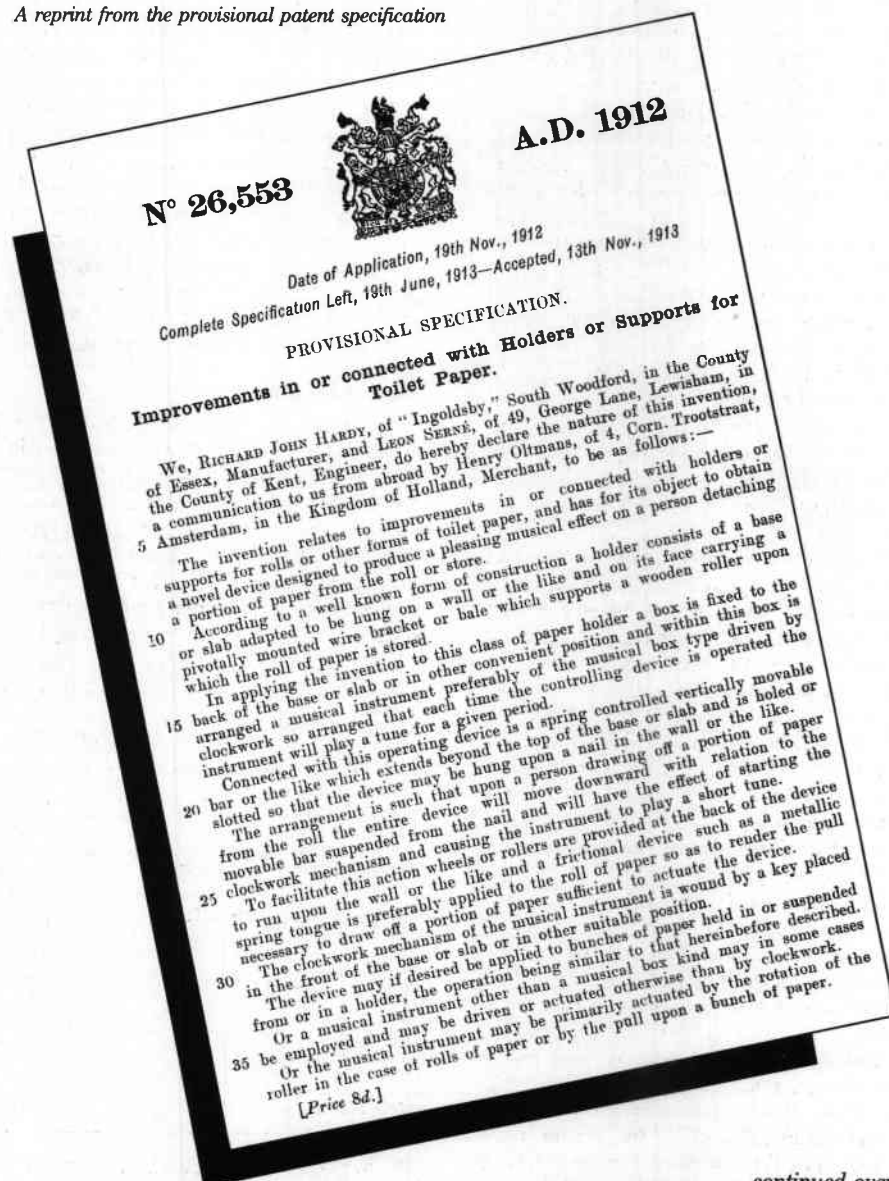 A reprint from the provisional patent specification
N° 26,553
A.D. 1912
Date of Application, 19th Nov., 1912
Complete Specification Left, 19th June, 1913—Accepted, 13th Nov., 1913
PROVISIONAL SPECIFICATION.
Improvements in or connected with Holders or Supports for
Toilet Paper.
We, RICHARD JOHN HARDY, of "Ingoldsby," South Woodford, in the County
of Essex, Manufacturer, and LEON SERNÉ, of 49, George Lane, Lewisham, in
the County of Kent, Engineer, do hereby declare the nature of this invention,
a communication to us from abroad by Henry Oltmans, of 4, Corn. Trootstraat,
5 Amsterdam, in the Kingdom of Holland, Merchant, to be as follows:—
The invention relates to improvements in or connected with holders or
supports for rolls or other forms of toilet paper, and has for its object to obtain
a novel device designed to produce a pleasing musical effect on a person detaching
a portion of paper from the roll or store.
10 According to a well known form of construction a holder consists of a base
or slab adapted to be hung on a wall or the like and on its face carrying a
pivotally mounted wire bracket or bale which supports a wooden roller upon
which the roll of paper is stored.
In applying the invention to this class of paper holder a box is fixed to the
15 back of the base or slab or in other convenient position and within this box is
arranged a musical instrument preferably of the musical box type driven by
clockwork so arranged that each time the controlling device is operated the
instrument will play a tune for a given period.
Connected with this operating device is a spring controlled vertically movable
20 bar or the like which extends beyond the top of the base or slab and is holed or
slotted so that the device may be hung upon a nail in the wall or the like.
The arrangement is such that upon a person drawing off a portion of paper
from the roll the entire device will move downward with relation to the
movable bar suspended from the nail and will have the effect of starting the
25 clockwork mechanism and causing the instrument to play a short tune.
To facilitate this action wheels or rollers are provided at the back of the device
to run upon the wall or the like and a frictional device such as a metallic
spring tongue is preferably applied to the roll of paper so as to render the pull
necessary to draw off a portion of paper sufficient to actuate the device.
30 The clockwork mechanism of the musical instrument is wound by a key placed
in the front of the base or slab or in other suitable position.
The device may if desired be applied to bunches of paper held in or suspended
from or in a holder, the operation being similar to that hereinbefore described.
Or a musical instrument other than a musical box kind may in some cases
35 be employed and may be driven or actuated otherwise than by clockwork.
Or the musical instrument may be primarily actuated by the rotation of the
roller in the case of rolls of paper or by the pull upon a bunch of paper.
[Price 8d.]